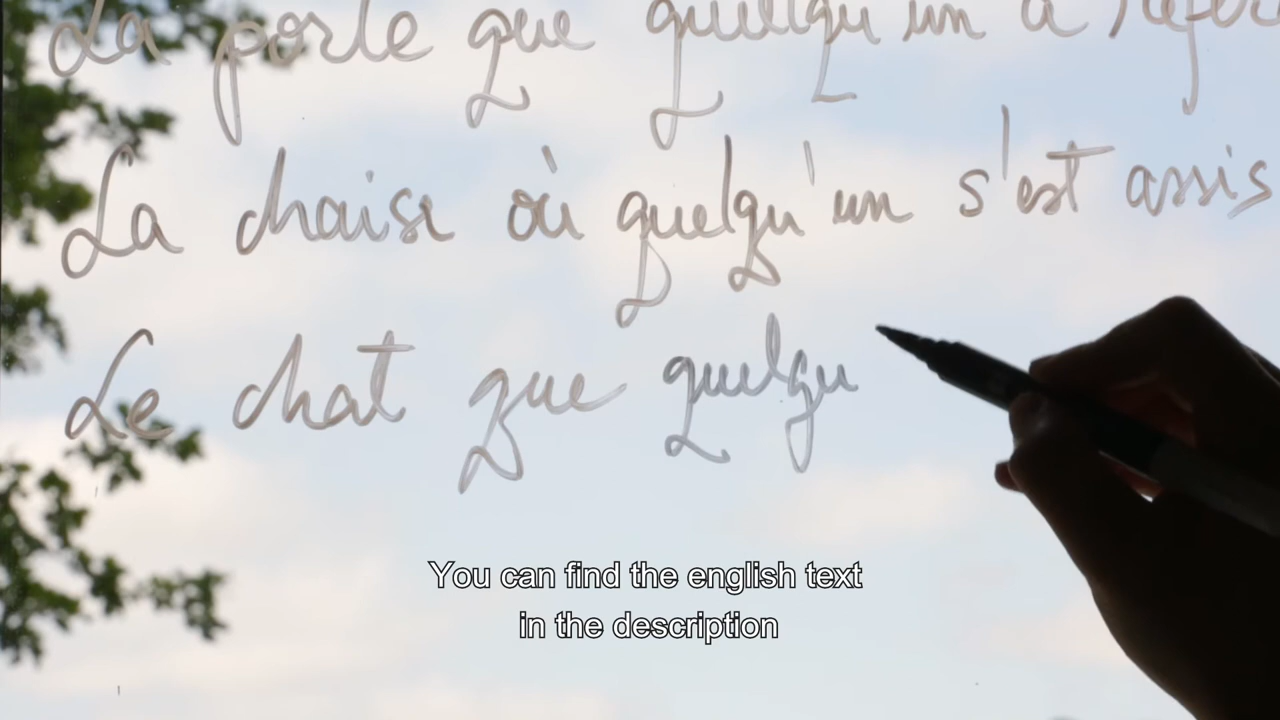 La porte que quelqu'un a refer
La chaise où quelqu'un s'est assis
Le chat que quelqu
You can find the english text
in the description